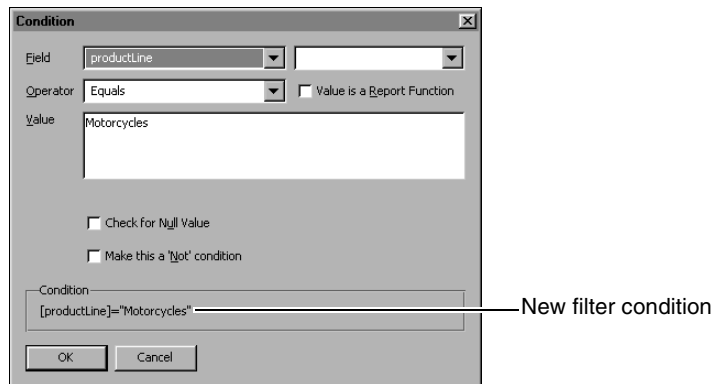 Condition
Field productLine
Operator Equals Value is a Report Function
Value Motorcycles
Check for Null Value
Make this a 'Not' condition
Condition
[productLine]="Motorcycles" New filter condition
OK Cancel